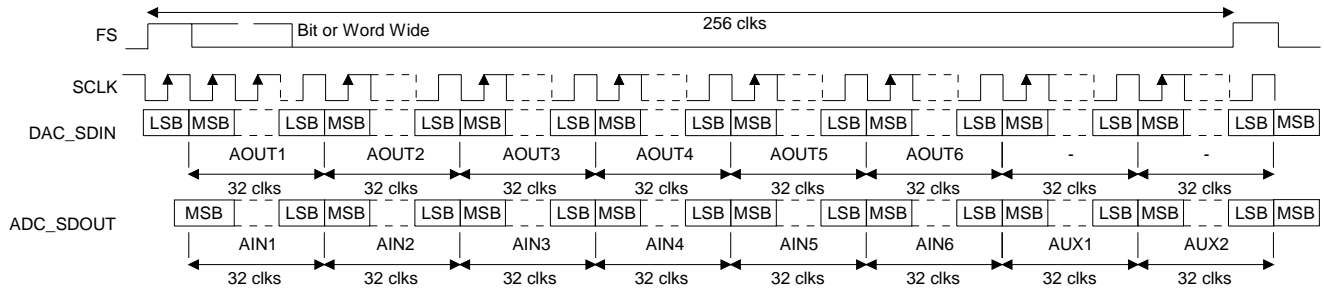 256 clks
FS
Bit or Word Wide
SCLK
DAC_SDIN
LSB MSB LSB MSB LSB MSB LSB MSB LSB MSB LSB MSB LSB MSB LSB MSB LSB MSB
AOUT1 AOUT2 AOUT3 AOUT4 AOUT5 AOUT6 - -
32 clks 32 clks 32 clks 32 clks 32 clks 32 clks 32 clks 32 clks
ADC_SDOUT
MSB LSB MSB LSB MSB LSB MSB LSB MSB LSB MSB LSB MSB LSB MSB LSB MSB
AIN1 AIN2 AIN3 AIN4 AIN5 AIN6 AUX1 AUX2
32 clks 32 clks 32 clks 32 clks 32 clks 32 clks 32 clks 32 clks